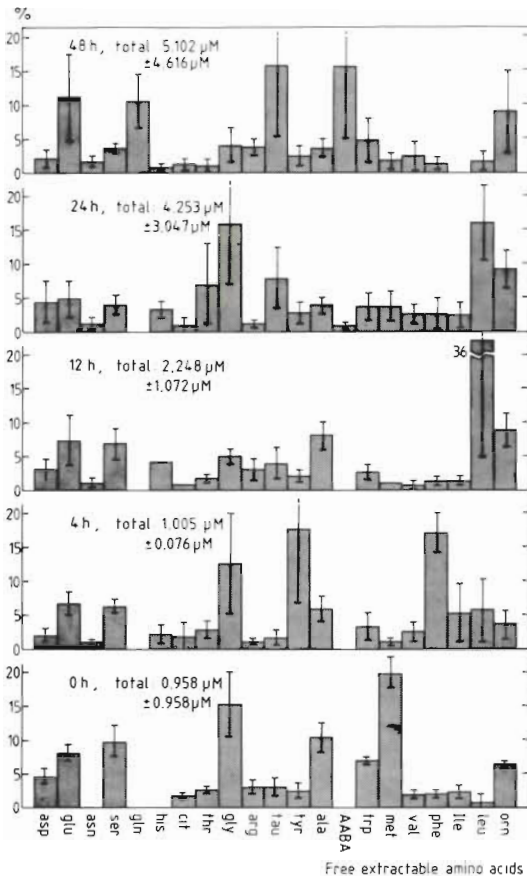 %
20
15
10
5
0
48 h, total 5.102 µM
±4.616 µM
20
15
10
5
0
24 h, total 4.253 µM
±3.047 µM
20
15
10
5
0
12 h, total 2.248 µM
±1.072 µM
36
20
15
10
5
0
4 h, total 1.005 µM
±0.076 µM
20
15
10
5
0
0 h, total 0.958 µM
±0.958 µM
asp glu asn ser gln his cit thr gly arg tau tyr ala AABA trp met val phe Ile leu orn
Free extractable amino acids